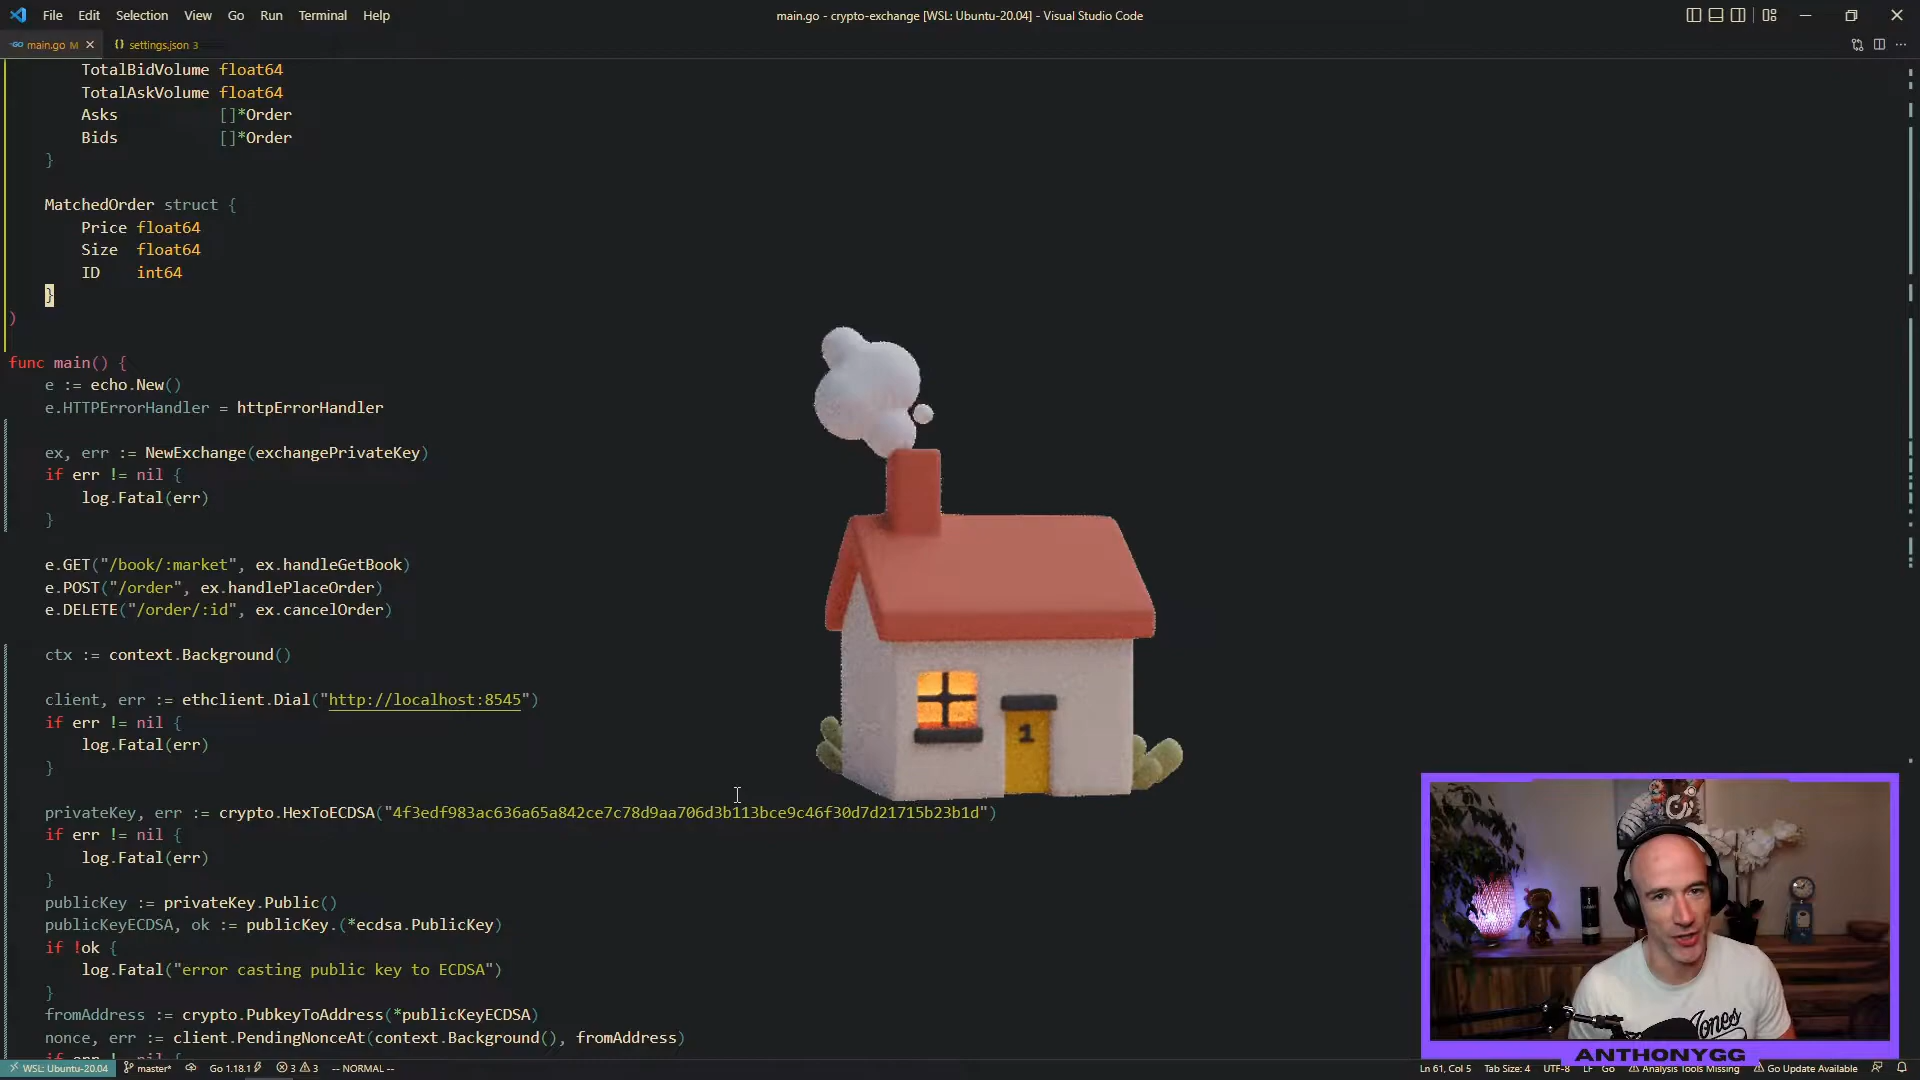 File Edit Selection View Go Run Terminal Help
main.go - crypto-exchange [WSL: Ubuntu-20.04] - Visual Studio Code
main.go M
settings.json 3
TotalBidVolume float64
TotalAskVolume float64
Asks []*Order
Bids []*Order
}
MatchedOrder struct {
Price float64
Size float64
ID int64
}
)
func main() {
e := echo.New()
e.HTTPErrorHandler = httpErrorHandler
ex, err := NewExchange(exchangePrivateKey)
if err != nil {
log.Fatal(err)
}
e.GET("/book/:market", ex.handleGetBook)
e.POST("/order", ex.handlePlaceOrder)
e.DELETE("/order/:id", ex.cancelOrder)
ctx := context.Background()
client, err := ethclient.Dial("http://localhost:8545")
if err != nil {
log.Fatal(err)
}
privateKey, err := crypto.HexToECDSA("4f3edf983ac636a65a842ce7c78d9aa706d3b113bce9c46f30d7d21715b23b1d")
if err != nil {
log.Fatal(err)
}
publicKey := privateKey.Public()
publicKeyECDSA, ok := publicKey.(*ecdsa.PublicKey)
if !ok {
log.Fatal("error casting public key to ECDSA")
}
fromAddress := crypto.PubkeyToAddress(*publicKeyECDSA)
nonce, err := client.PendingNonceAt(context.Background(), fromAddress)
if err != nil {
1
Jones
ANTHONYGG
WSL: Ubuntu-20.04 master* Go 1.18.1 3 3 -- NORMAL --
Ln 61, Col 5 Tab Size: 4 UTF-8 LF Go Analysis Tools Missing Go Update Available